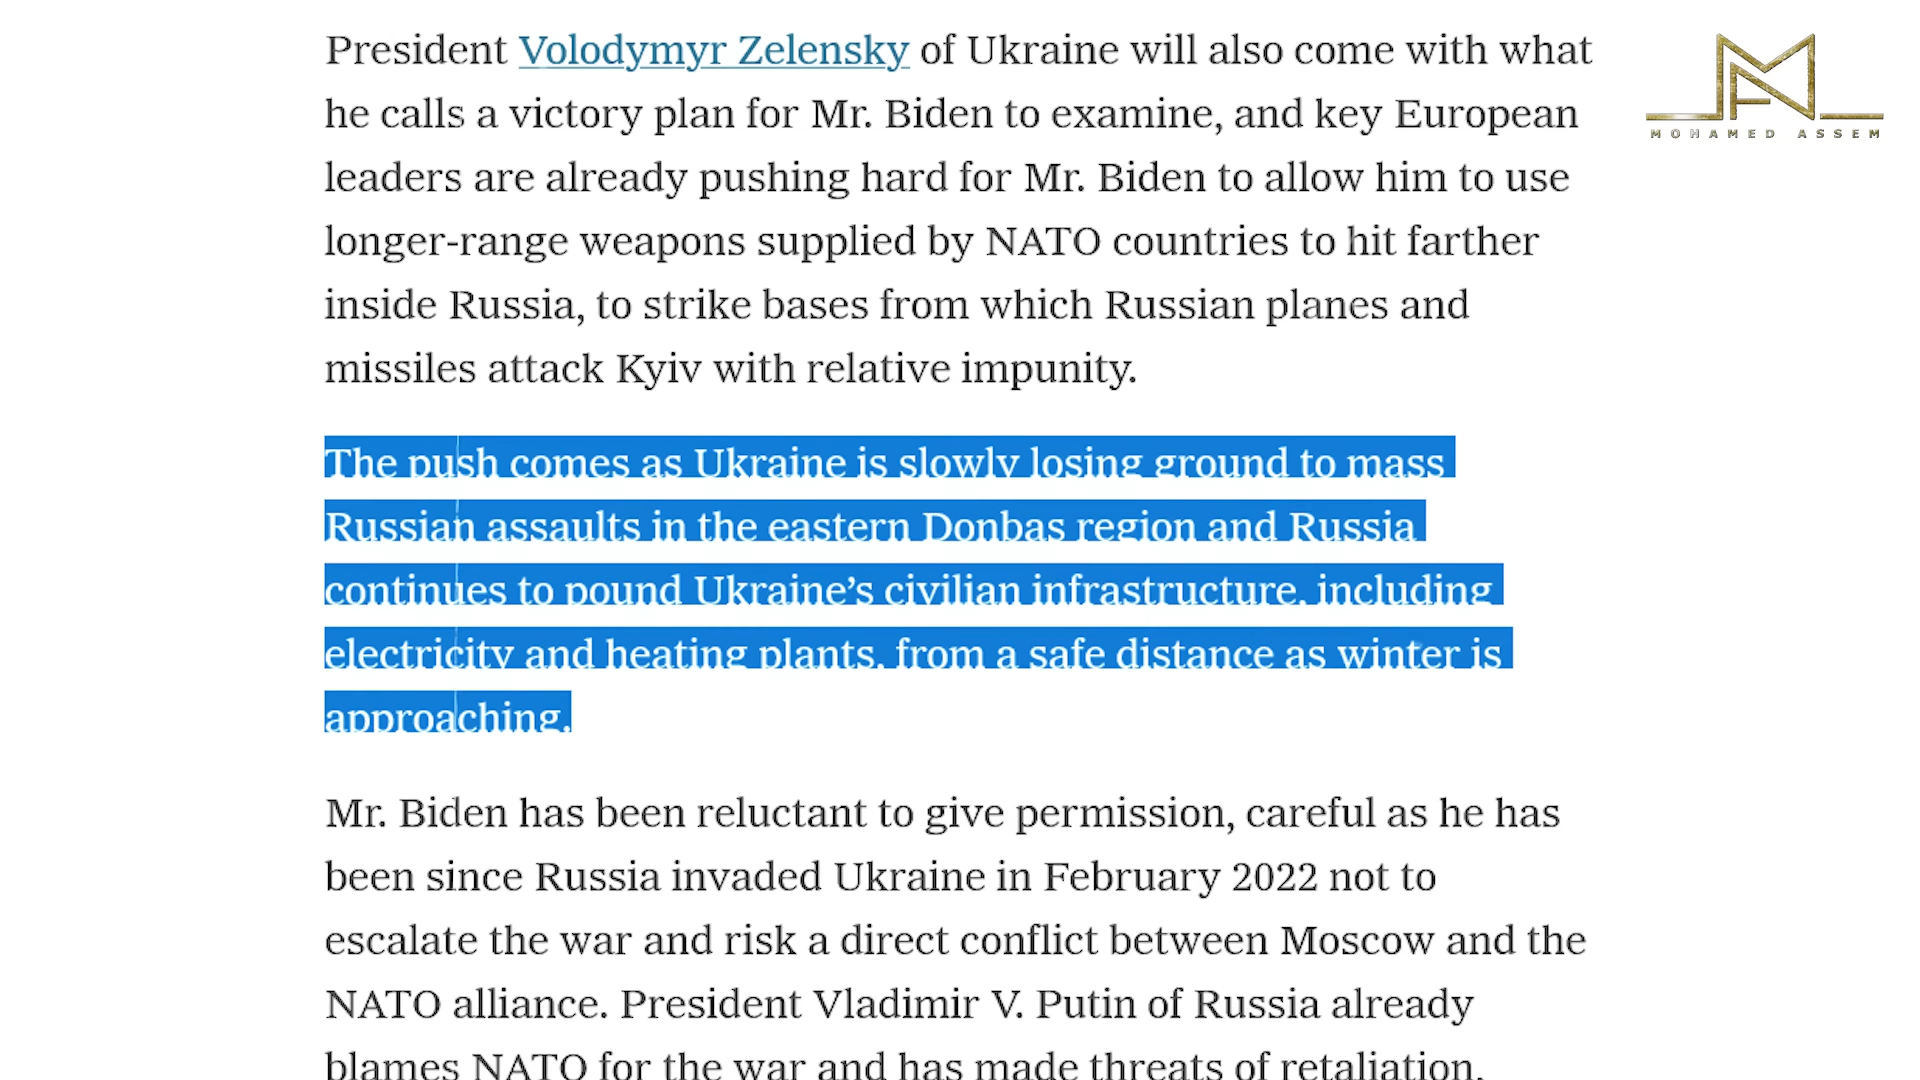 President Volodymyr Zelensky of Ukraine will also come with what
he calls a victory plan for Mr. Biden to examine, and key European
leaders are already pushing hard for Mr. Biden to allow him to use
longer-range weapons supplied by NATO countries to hit farther
inside Russia, to strike bases from which Russian planes and
missiles attack Kyiv with relative impunity.
The push comes as Ukraine is slowly losing ground to mass
Russian assaults in the eastern Donbas region and Russia
continues to pound Ukraine’s civilian infrastructure, including
electricity and heating plants, from a safe distance as winter is
approaching.
Mr. Biden has been reluctant to give permission, careful as he has
been since Russia invaded Ukraine in February 2022 not to
escalate the war and risk a direct conflict between Moscow and the
NATO alliance. President Vladimir V. Putin of Russia already
blames NATO for the war and has made threats of retaliation,
MOHAMED ASSEM